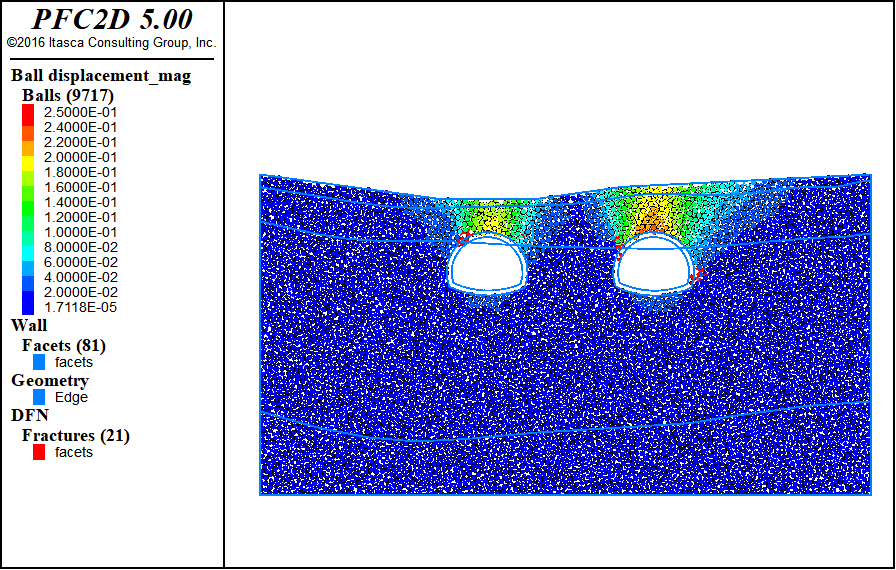 PFC2D 5.00
©2016 Itasca Consulting Group, Inc.
Ball displacement_mag
Balls (9717)
2.5000E-01
2.4000E-01
2.2000E-01
2.0000E-01
1.8000E-01
1.6000E-01
1.4000E-01
1.2000E-01
1.0000E-01
8.0000E-02
6.0000E-02
4.0000E-02
2.0000E-02
1.7118E-05
Wall
Facets (81)
facets
Geometry
Edge
DFN
Fractures (21)
facets